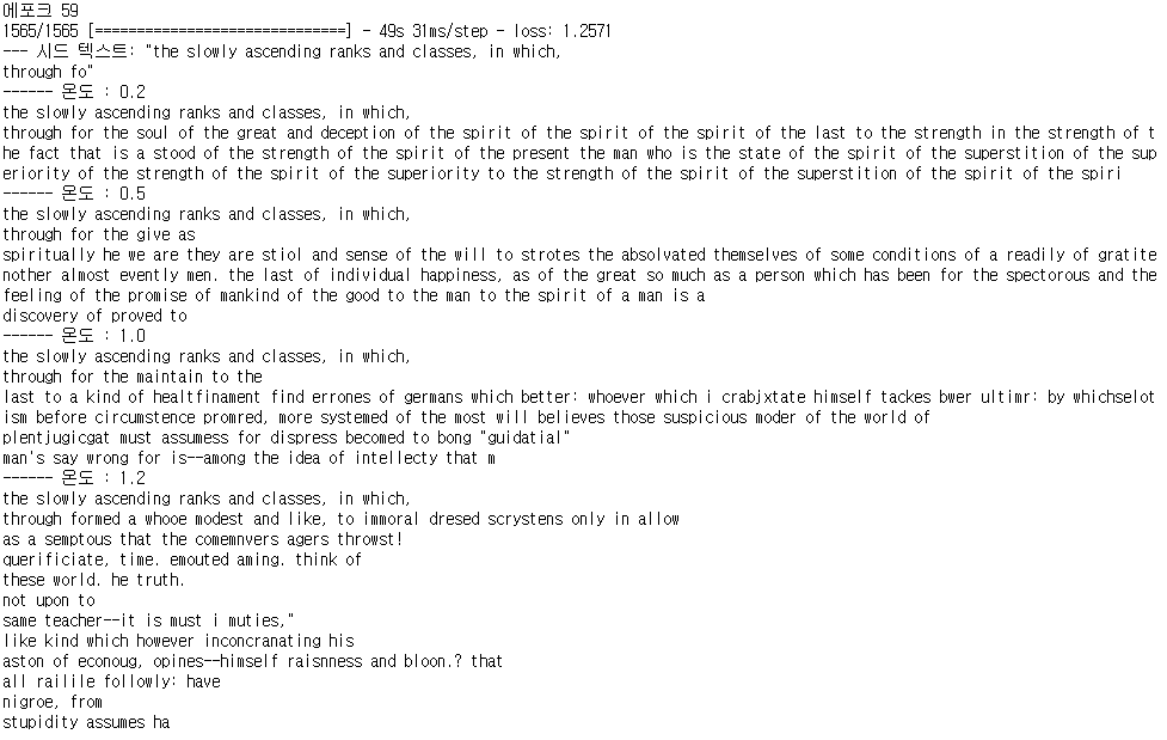 에포크 59
1565/1565 [==============================] - 49s 31ms/step - loss: 1.2571
--- 시드 텍스트: "the slowly ascending ranks and classes, in which,
through fo"
------ 온도 : 0.2
the slowly ascending ranks and classes, in which,
through for the soul of the great and deception of the spirit of the spirit of the spirit of the last to the strength in the strength of t
he fact that is a stood of the strength of the spirit of the present the man who is the state of the spirit of the superstition of the sup
eriority of the strength of the spirit of the superiority to the strength of the spirit of the superstition of the spirit of the spiri
------ 온도 : 0.5
the slowly ascending ranks and classes, in which,
through for the give as
spiritually he we are they are stiol and sense of the will to strotes the absolvated themselves of some conditions of a readily of gratite
nother almost evently men. the last of individual happiness, as of the great so much as a person which has been for the spectorous and the
feeling of the promise of mankind of the good to the man to the spirit of a man is a
discovery of proved to
------ 온도 : 1.0
the slowly ascending ranks and classes, in which,
through for the maintain to the
last to a kind of healtfinament find errones of germans which better: whoever which i crabjxtate himself tackes bwer ultimr: by whichselot
ism before circumstence promred, more systemed of the most will believes those suspicious moder of the world of
plentjugicgat must assumess for dispress becomed to bong "guidatial"
man's say wrong for is--among the idea of intellecty that m
------ 온도 : 1.2
the slowly ascending ranks and classes, in which,
through formed a whooe modest and like, to immoral dresed scrystens only in allow
as a semptous that the comemnvers agers throwst!
querificiate, time. emouted aming. think of
these world. he truth.
not upon to
same teacher--it is must i muties,"
like kind which however inconcranating his
aston of econoug, opines--himself raisnness and bloon.? that
all railile followly: have
nigroe, from
stupidity assumes ha